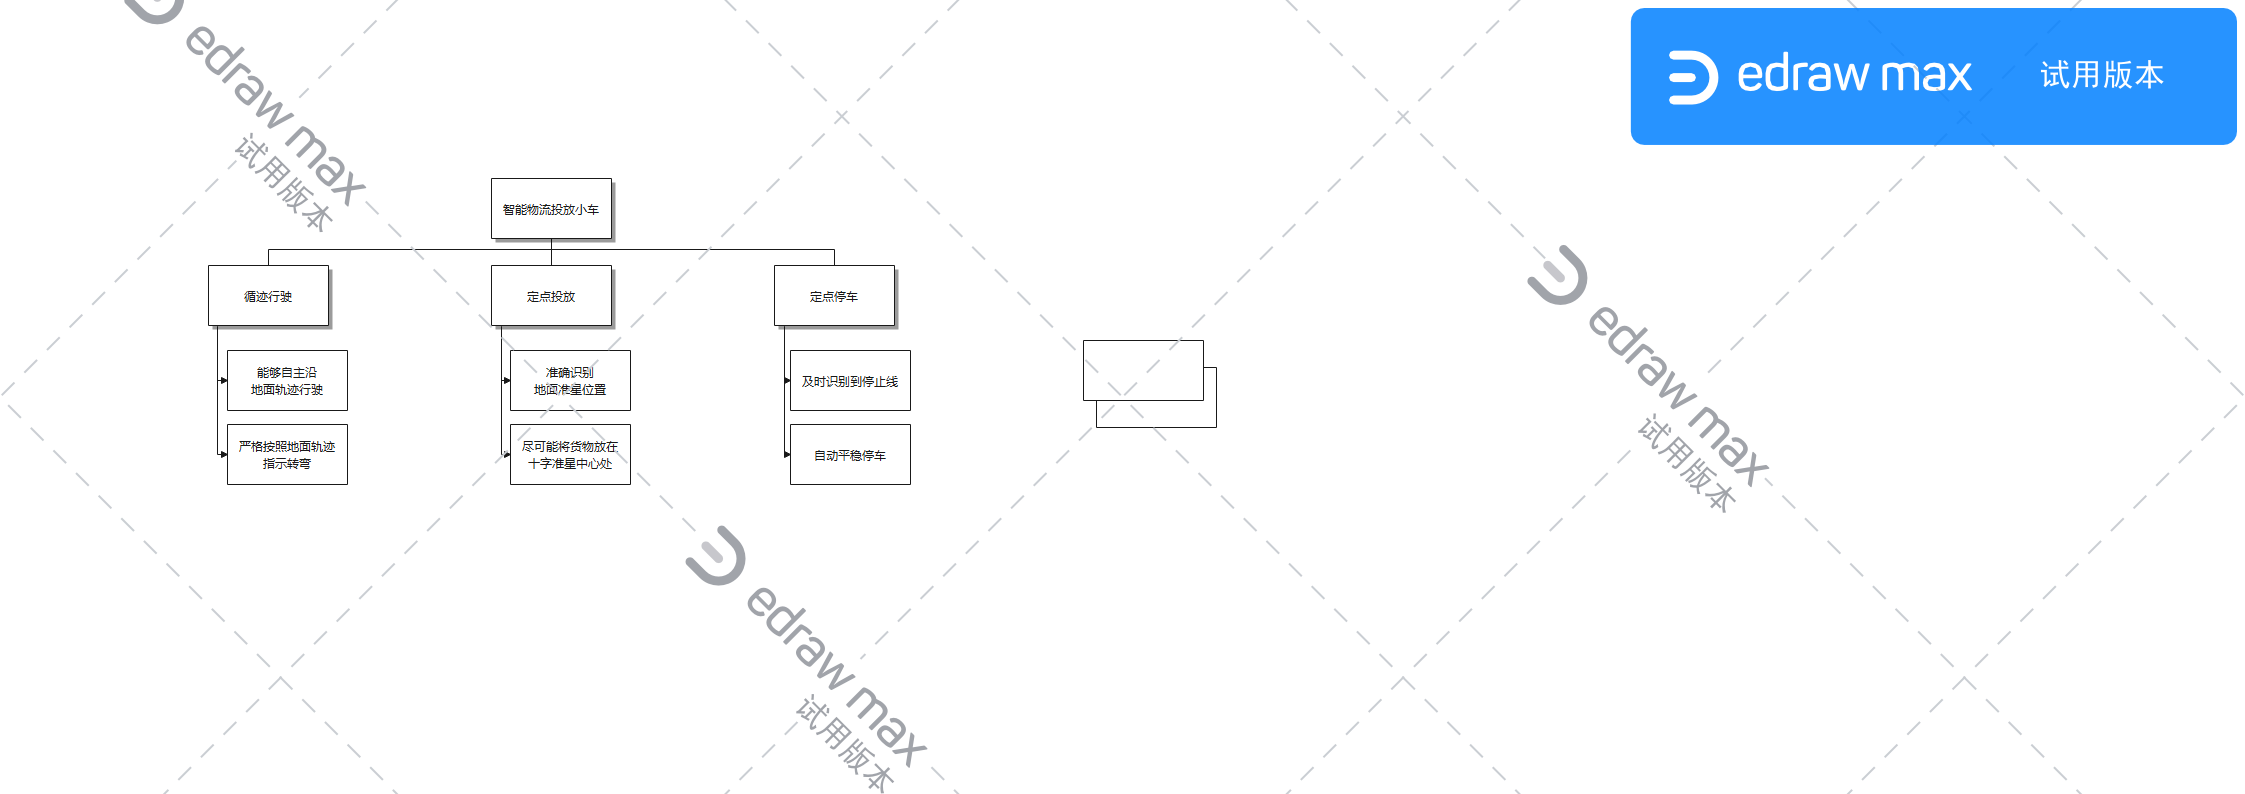 edraw max 试用版本
edraw max
试用版本
智能物流投放小车
循迹行驶
定点投放
定点停车
能够自主沿
地面轨迹行驶
准确识别
地面准星位置
及时识别到停止线
严格按照地面轨迹
指示转弯
尽可能将货物放在
十字准星中心处
自动平稳停车
edraw max
试用版本
edraw max
试用版本